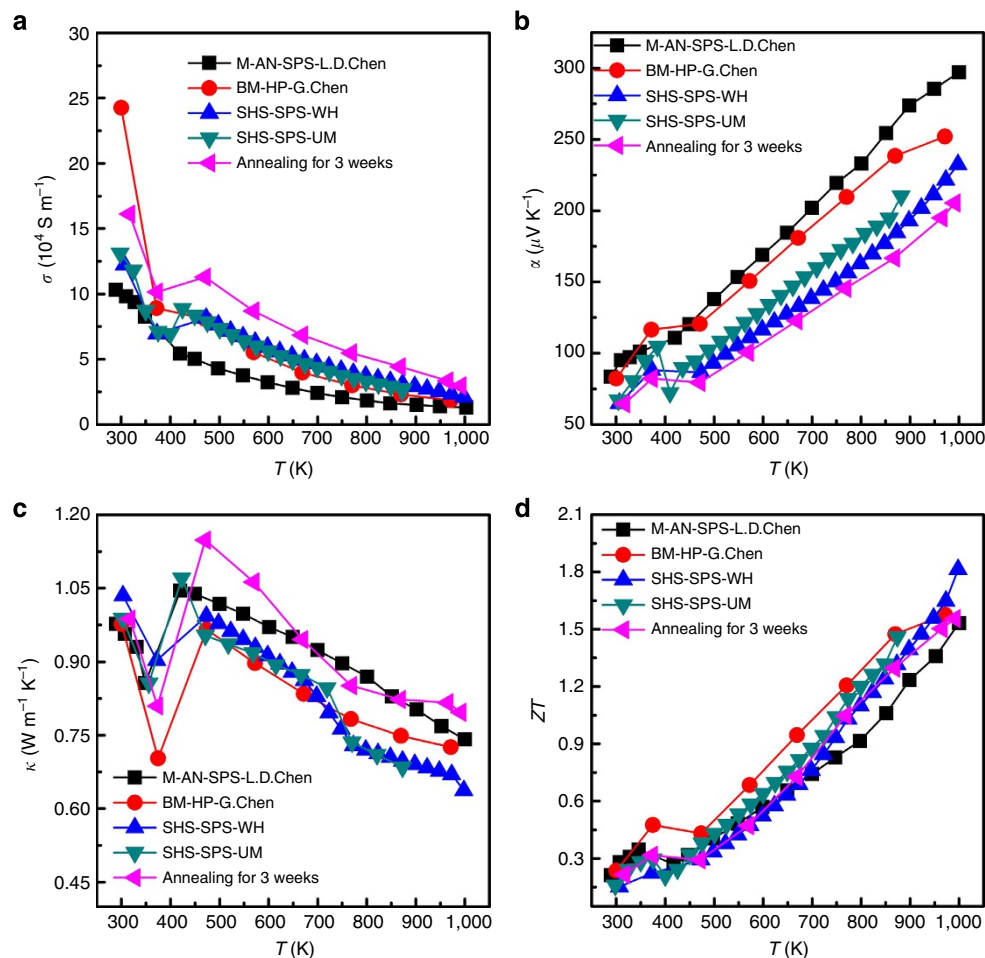 a
30
25
20
15
10
5
0
σ (10⁴ S m⁻¹)
M-AN-SPS-L.D.Chen
BM-HP-G.Chen
SHS-SPS-WH
SHS-SPS-UM
Annealing for 3 weeks
300 400 500 600 700 800 900 1,000
T (K)
b
300
250
200
150
100
50
α (μV K⁻¹)
M-AN-SPS-L.D.Chen
BM-HP-G.Chen
SHS-SPS-WH
SHS-SPS-UM
Annealing for 3 weeks
300 400 500 600 700 800 900 1,000
T (K)
c
1.20
1.05
0.90
0.75
0.60
0.45
κ (W m⁻¹ K⁻¹)
M-AN-SPS-L.D.Chen
BM-HP-G.Chen
SHS-SPS-WH
SHS-SPS-UM
Annealing for 3 weeks
300 400 500 600 700 800 900 1,000
T (K)
d
2.1
1.8
1.5
1.2
0.9
0.6
0.3
ZT
M-AN-SPS-L.D.Chen
BM-HP-G.Chen
SHS-SPS-WH
SHS-SPS-UM
Annealing for 3 weeks
300 400 500 600 700 800 900 1,000
T (K)